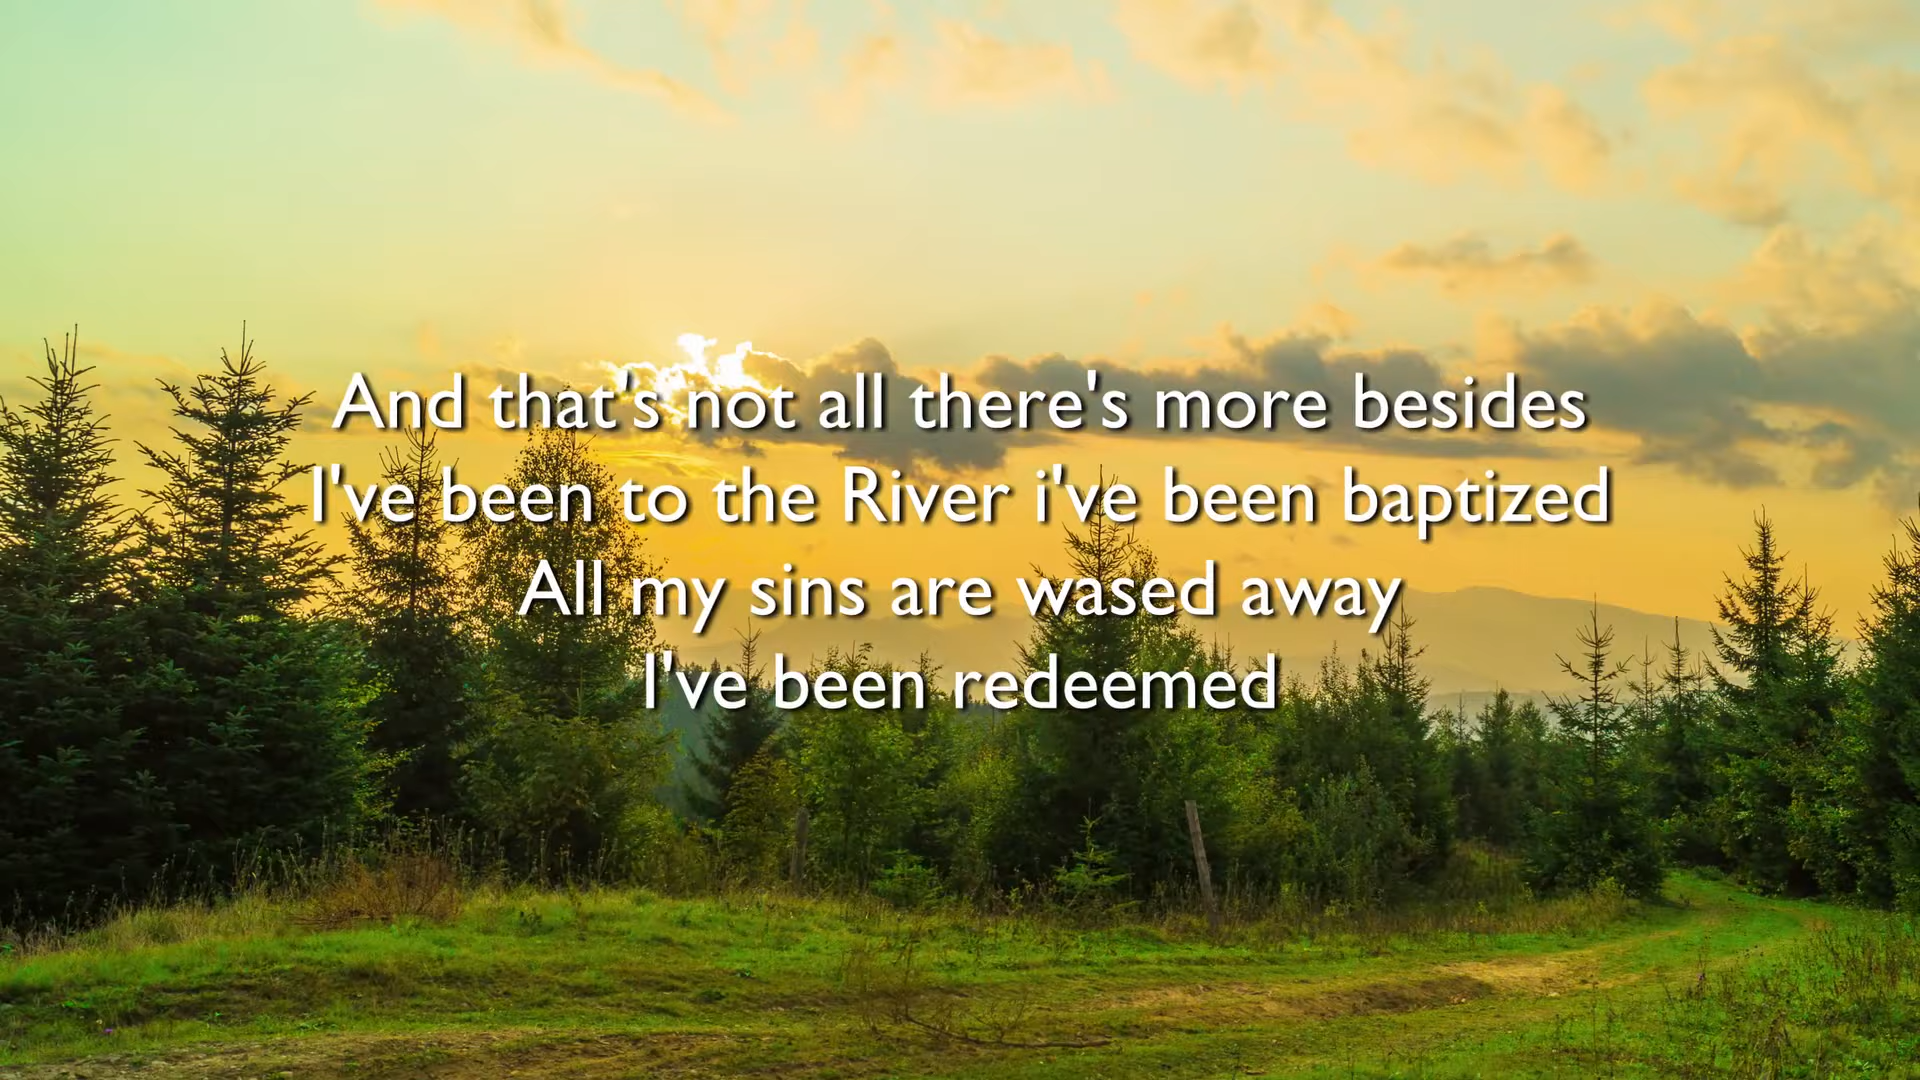 And that's not all there's more besides
I've been to the River i've been baptized
All my sins are wased away
I've been redeemed